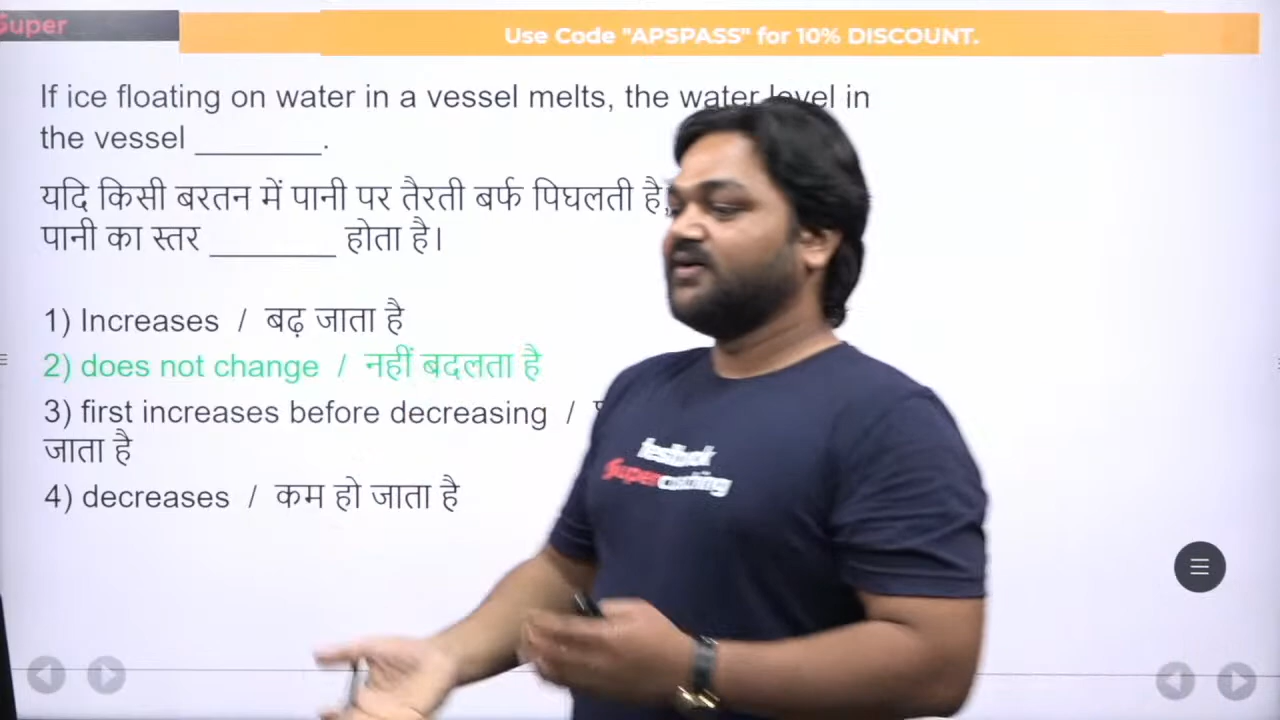 Super
Use Code "APSPASS" for 10% DISCOUNT.
If ice floating on water in a vessel melts, the water level in
the vessel _______.
यदि किसी बरतन में पानी पर तैरती बर्फ पिघलती है,
पानी का स्तर _______ होता है।
1) Increases / बढ़ जाता है
2) does not change / नहीं बदलता है
3) first increases before decreasing /
जाता है
4) decreases / कम हो जाता है
testbook
Supercoaching